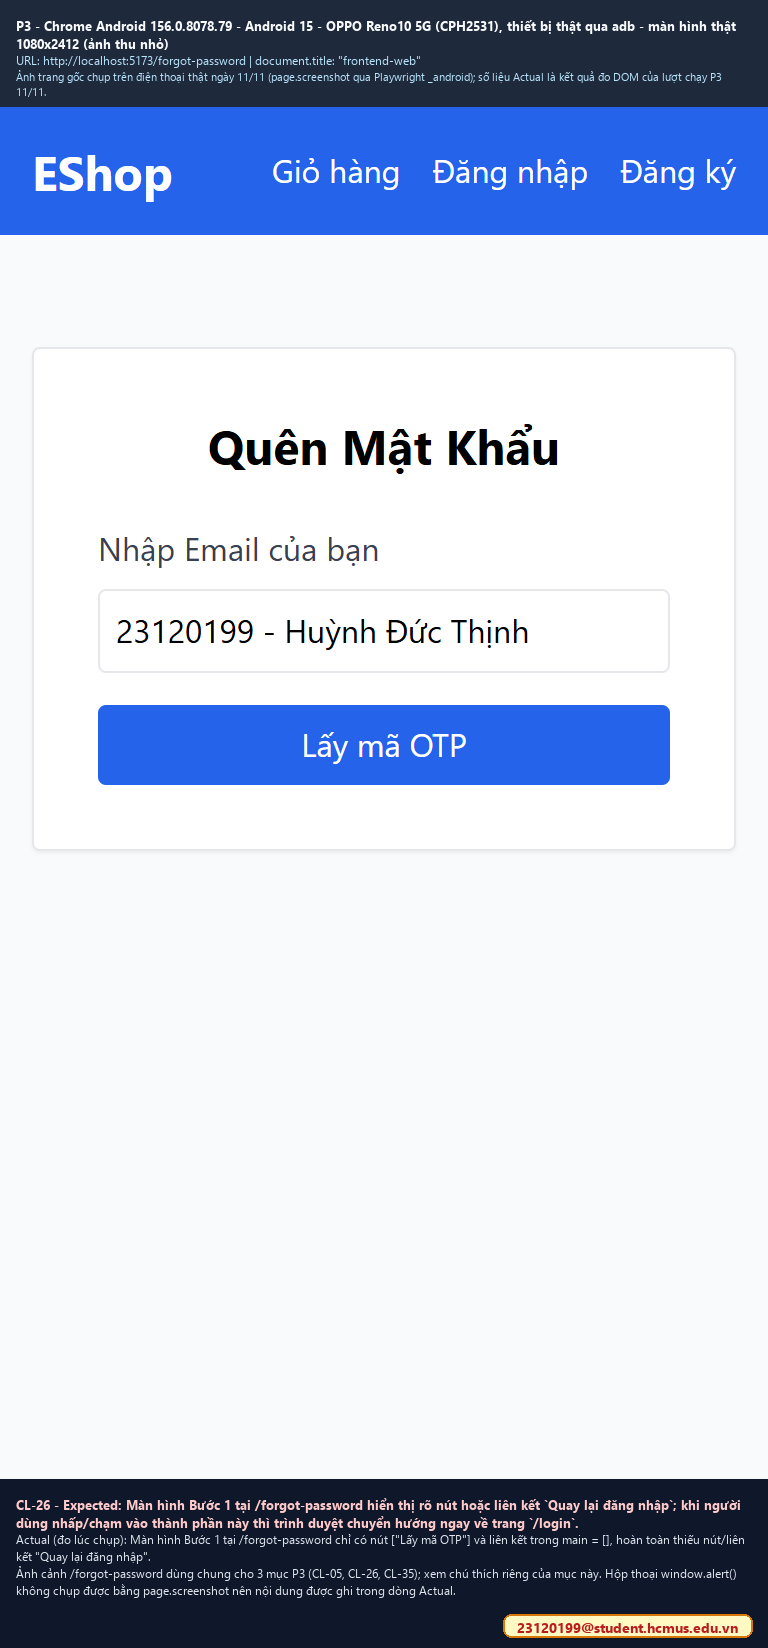 P3 - Chrome Android 156.0.8078.79 - Android 15 - OPPO Reno10 5G (CPH2531), thiết bị thật qua adb - màn hình thật
1080x2412 (ảnh thu nhỏ)
URL: http://localhost:5173/forgot-password | document.title: "frontend-web"
Ảnh trang gốc chụp trên điện thoại thật ngày 11/11 (page.screenshot qua Playwright _android); số liệu Actual là kết quả đo DOM của lượt chạy P3
11/11.
EShop
Giỏ hàng
Đăng nhập
Đăng ký
Quên Mật Khẩu
Nhập Email của bạn
23120199 - Huỳnh Đức Thịnh
Lấy mã OTP
CL-26 - Expected: Màn hình Bước 1 tại /forgot-password hiển thị rõ nút hoặc liên kết `Quay lại đăng nhập`; khi người
dùng nhấp/chạm vào thành phần này thì trình duyệt chuyển hướng ngay về trang `/login`.
Actual (đo lúc chụp): Màn hình Bước 1 tại /forgot-password chỉ có nút ["Lấy mã OTP"] và liên kết trong main = [], hoàn toàn thiếu nút/liên
kết "Quay lại đăng nhập".
Ảnh cảnh /forgot-password dùng chung cho 3 mục P3 (CL-05, CL-26, CL-35); xem chú thích riêng của mục này. Hộp thoại window.alert()
không chụp được bằng page.screenshot nên nội dung được ghi trong dòng Actual.
23120199@student.hcmus.edu.vn